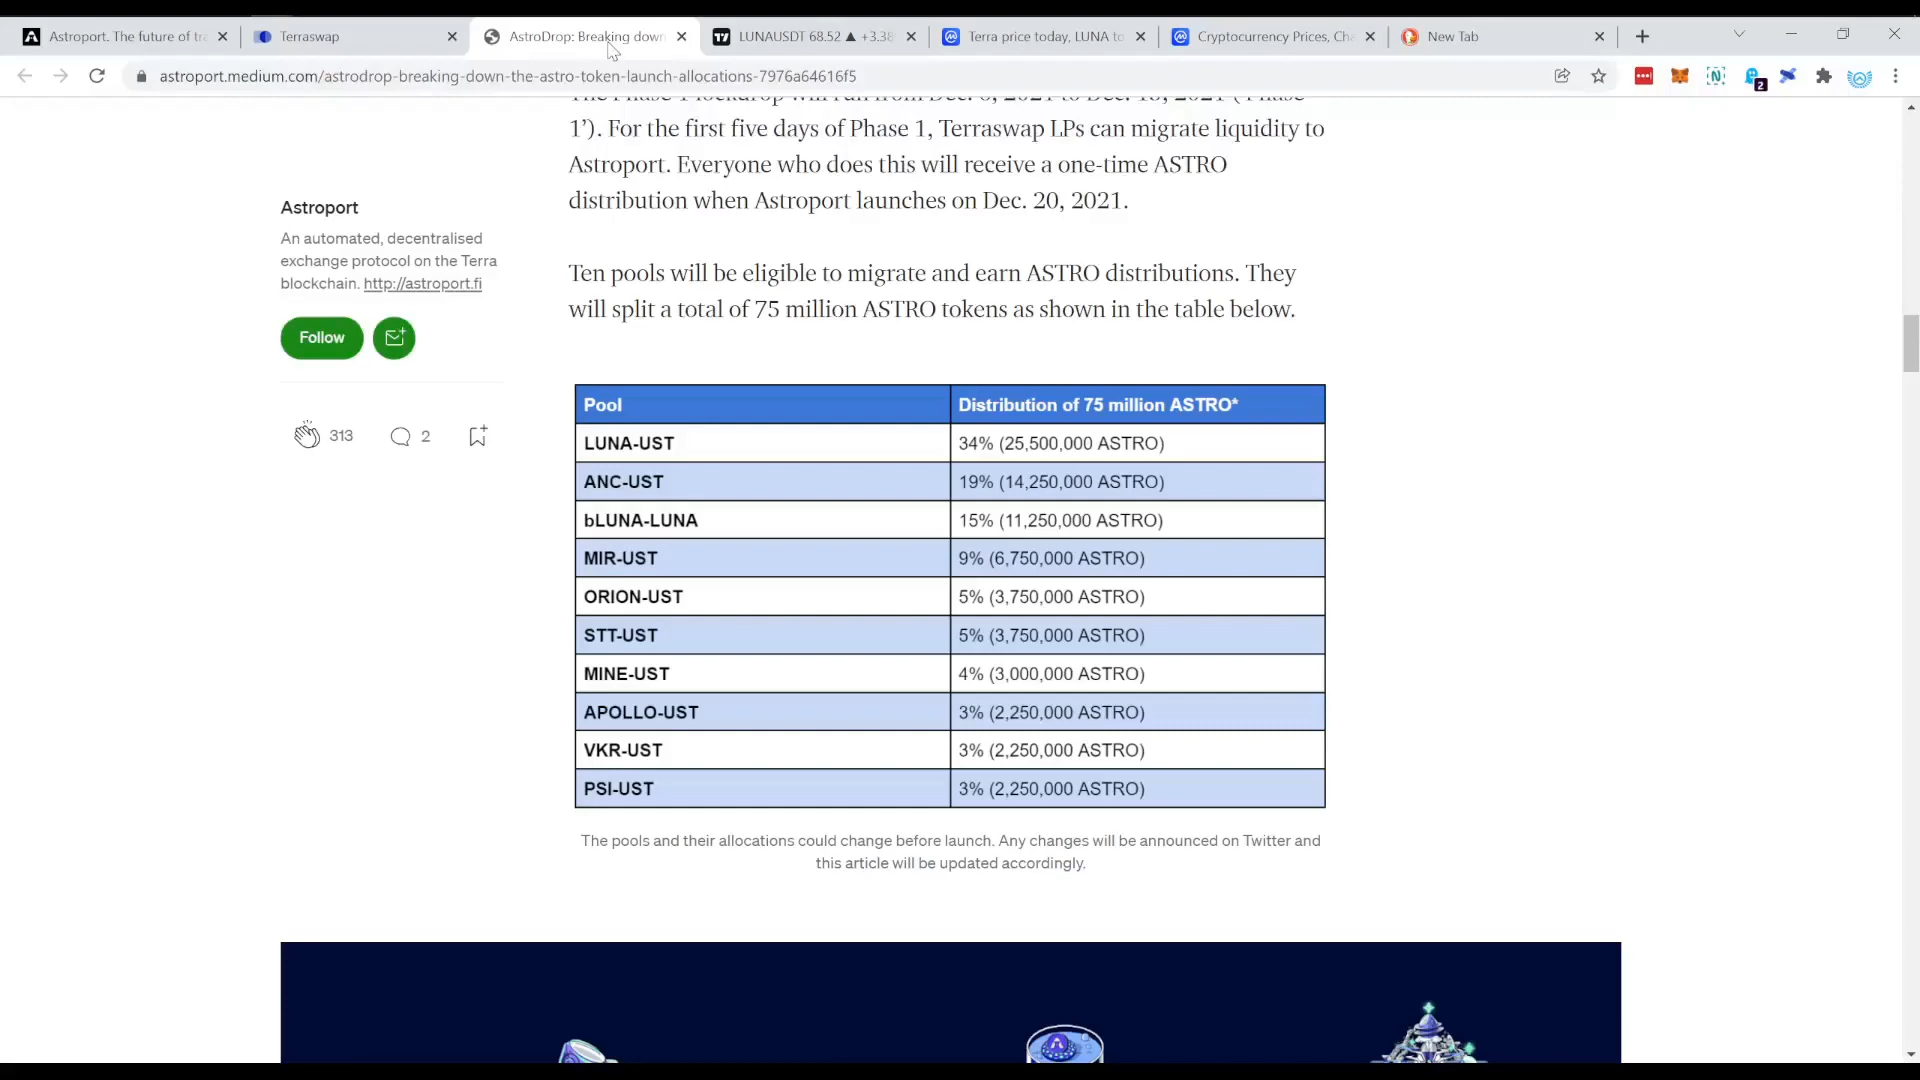 Astroport. The future of tr
Terraswap
AstroDrop: Breaking down
LUNAUSDT 68.52 ▲ +3.38
Terra price today, LUNA to
Cryptocurrency Prices, Cha
New Tab
astroport.medium.com/astrodrop-breaking-down-the-astro-token-launch-allocations-7976a64616f5
2
1’). For the first five days of Phase 1, Terraswap LPs can migrate liquidity to
Astroport. Everyone who does this will receive a one-time ASTRO
distribution when Astroport launches on Dec. 20, 2021.
Astroport
An automated, decentralised
exchange protocol on the Terra
blockchain. http://astroport.fi
Follow
313
2
Ten pools will be eligible to migrate and earn ASTRO distributions. They
will split a total of 75 million ASTRO tokens as shown in the table below.
Pool Distribution of 75 million ASTRO*
LUNA-UST 34% (25,500,000 ASTRO)
ANC-UST 19% (14,250,000 ASTRO)
bLUNA-LUNA 15% (11,250,000 ASTRO)
MIR-UST 9% (6,750,000 ASTRO)
ORION-UST 5% (3,750,000 ASTRO)
STT-UST 5% (3,750,000 ASTRO)
MINE-UST 4% (3,000,000 ASTRO)
APOLLO-UST 3% (2,250,000 ASTRO)
VKR-UST 3% (2,250,000 ASTRO)
PSI-UST 3% (2,250,000 ASTRO)
The pools and their allocations could change before launch. Any changes will be announced on Twitter and
this article will be updated accordingly.